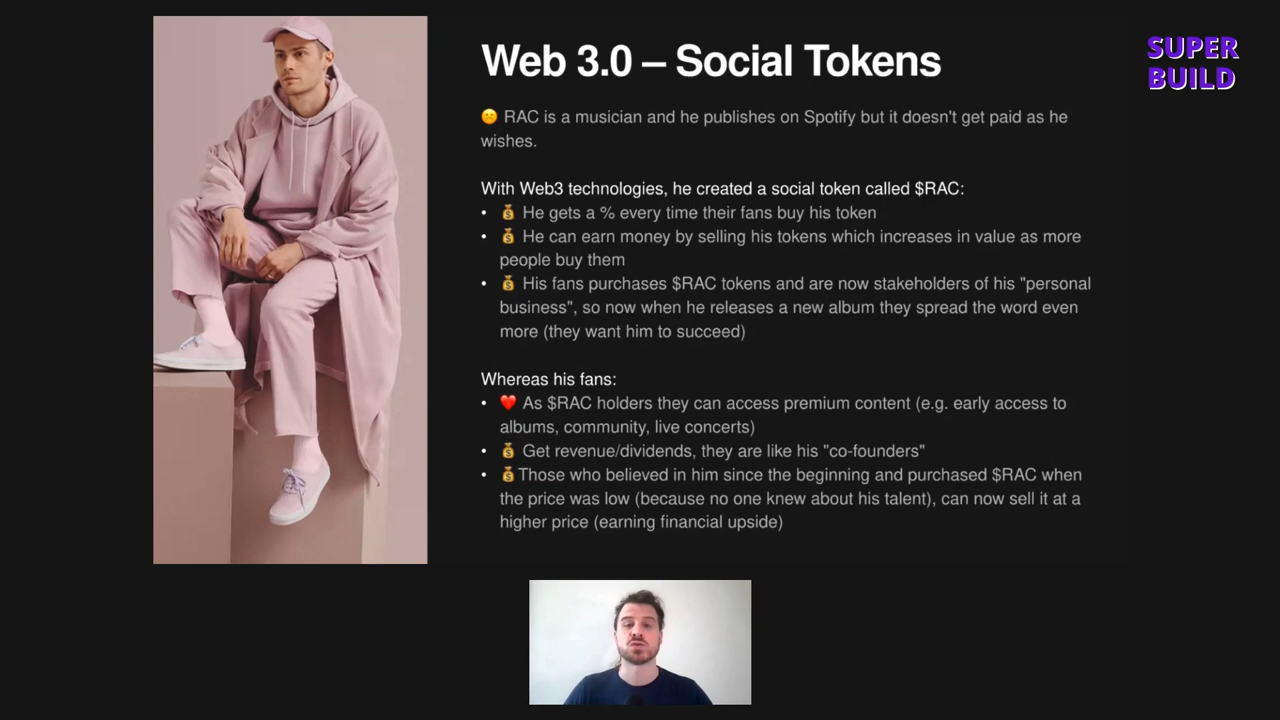 Web 3.0 – Social Tokens
SUPER
BUILD
😕 RAC is a musician and he publishes on Spotify but it doesn't get paid as he
wishes.
With Web3 technologies, he created a social token called $RAC:
• 💰 He gets a % every time their fans buy his token
• 💰 He can earn money by selling his tokens which increases in value as more
people buy them
• 💰 His fans purchases $RAC tokens and are now stakeholders of his "personal
business", so now when he releases a new album they spread the word even
more (they want him to succeed)
Whereas his fans:
• ❤️ As $RAC holders they can access premium content (e.g. early access to
albums, community, live concerts)
• 💰 Get revenue/dividends, they are like his "co-founders"
• 💰Those who believed in him since the beginning and purchased $RAC when
the price was low (because no one knew about his talent), can now sell it at a
higher price (earning financial upside)